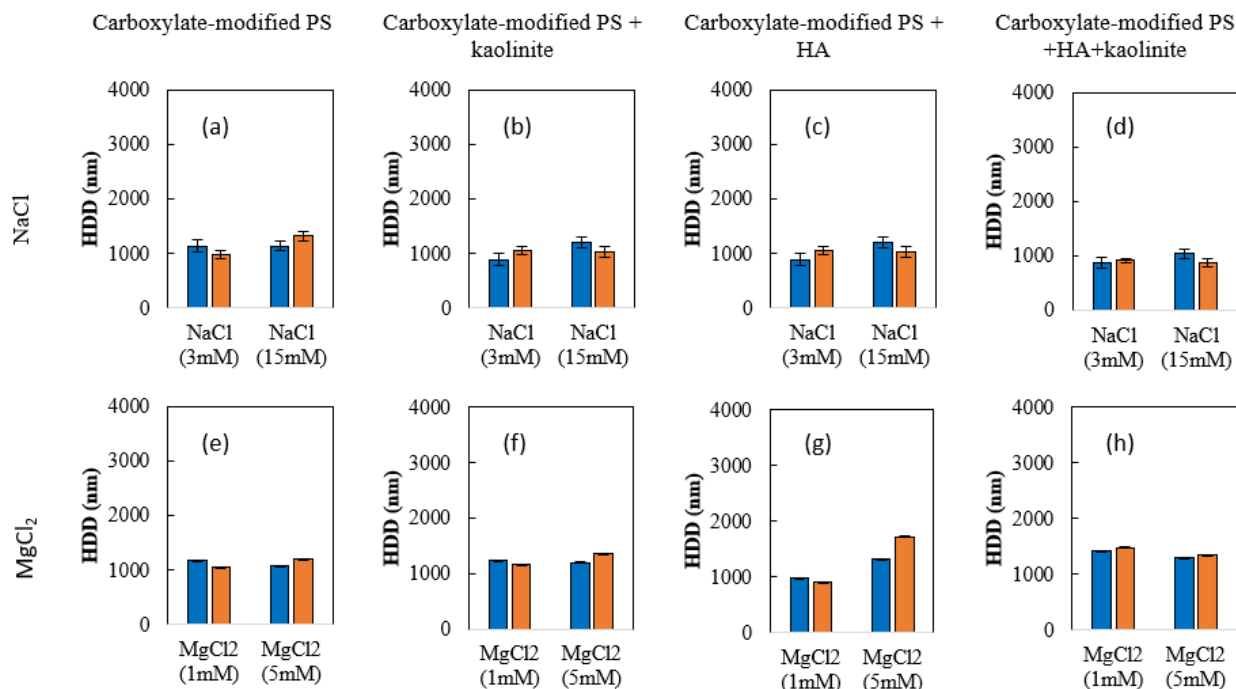 Carboxylate-modified PS
Carboxylate-modified PS +
kaolinite
Carboxylate-modified PS +
HA
Carboxylate-modified PS
+HA+kaolinite
NaCl
HDD (nm)
4000
3000
2000
1000
0
(a)
NaCl
(3mM)
NaCl
(15mM)
HDD (nm)
4000
3000
2000
1000
0
(b)
NaCl
(3mM)
NaCl
(15mM)
HDD (nm)
4000
3000
2000
1000
0
(c)
NaCl
(3mM)
NaCl
(15mM)
HDD (nm)
4000
3000
2000
1000
0
(d)
NaCl
(3mM)
NaCl
(15mM)
MgCl₂
HDD (nm)
4000
3000
2000
1000
0
(e)
MgCl2
(1mM)
MgCl2
(5mM)
HDD (nm)
4000
3000
2000
1000
0
(f)
MgCl2
(1mM)
MgCl2
(5mM)
HDD (nm)
4000
3000
2000
1000
0
(g)
MgCl2
(1mM)
MgCl2
(5mM)
HDD (nm)
4000
3000
2000
1000
0
(h)
MgCl2
(1mM)
MgCl2
(5mM)